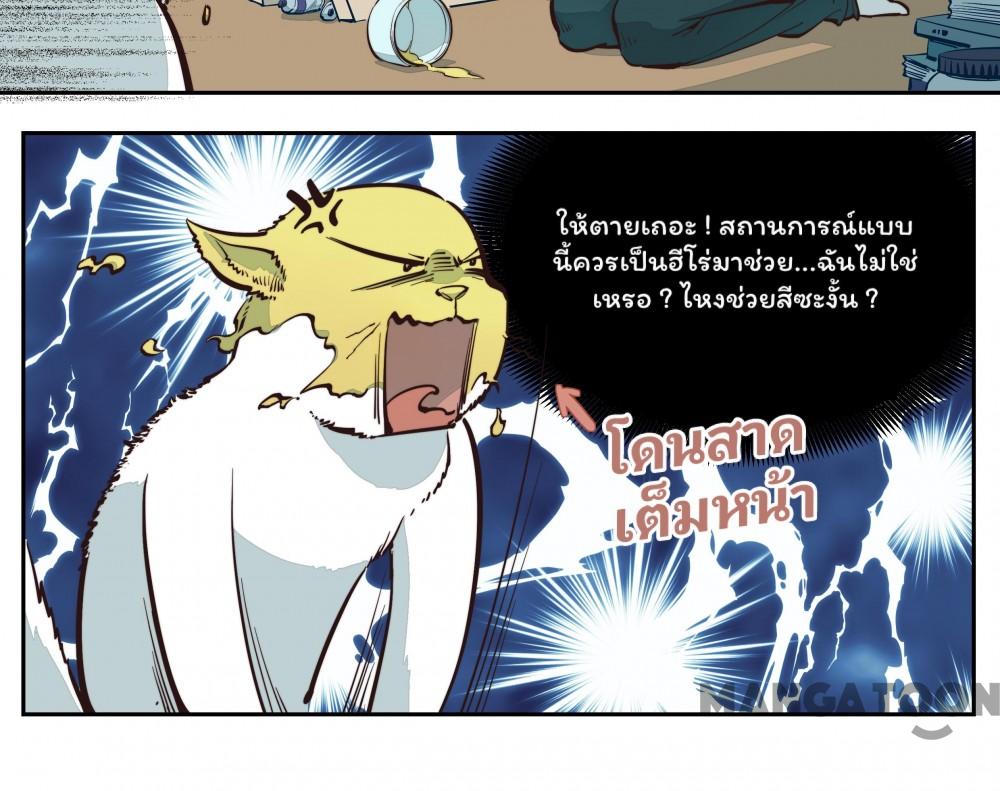 ให้ตายเถอะ ! สถานการณ์แบบ
นี้ควรเป็นฮีโร่มาช่วย...ฉันไม่ใช่
เหรอ ? ไหงช่วยสีซะงั้น ?
โดนสาด
เต็มหน้า
MANGATOON